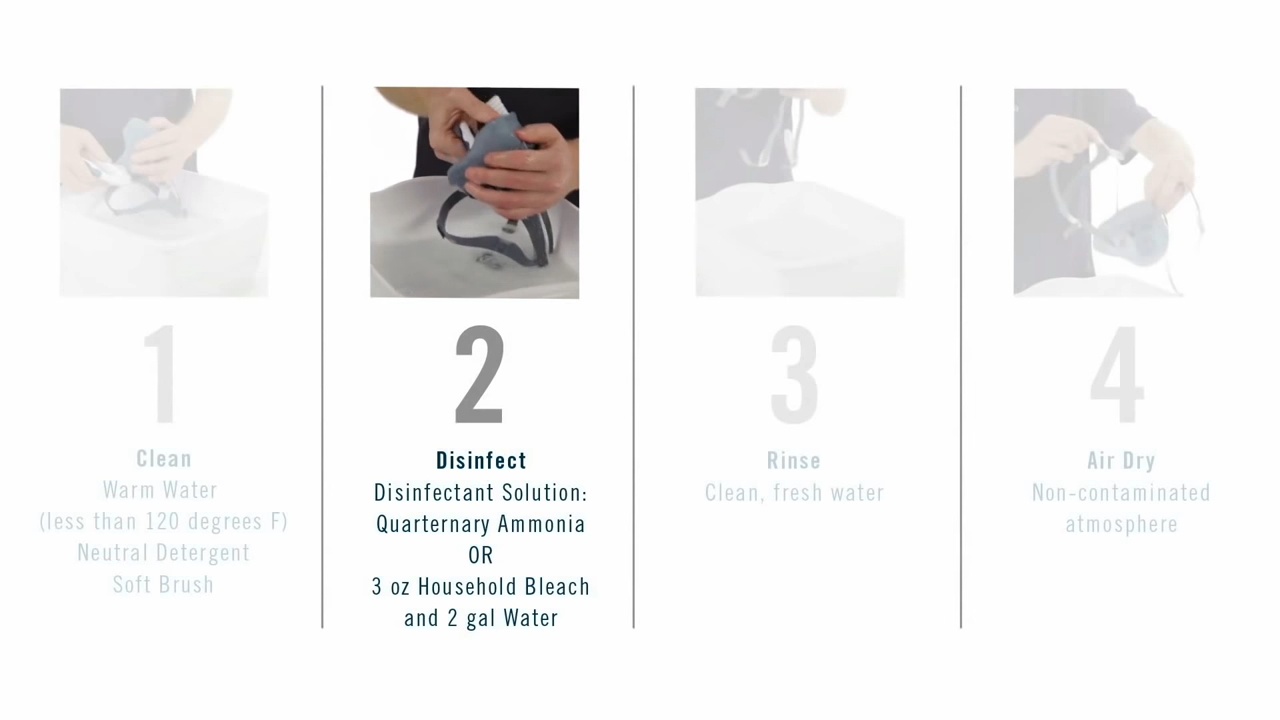 1
Clean
Warm Water
(less than 120 degrees F)
Neutral Detergent
Soft Brush
2
Disinfect
Disinfectant Solution:
Quarternary Ammonia
OR
3 oz Household Bleach
and 2 gal Water
3
Rinse
Clean, fresh water
4
Air Dry
Non-contaminated
atmosphere